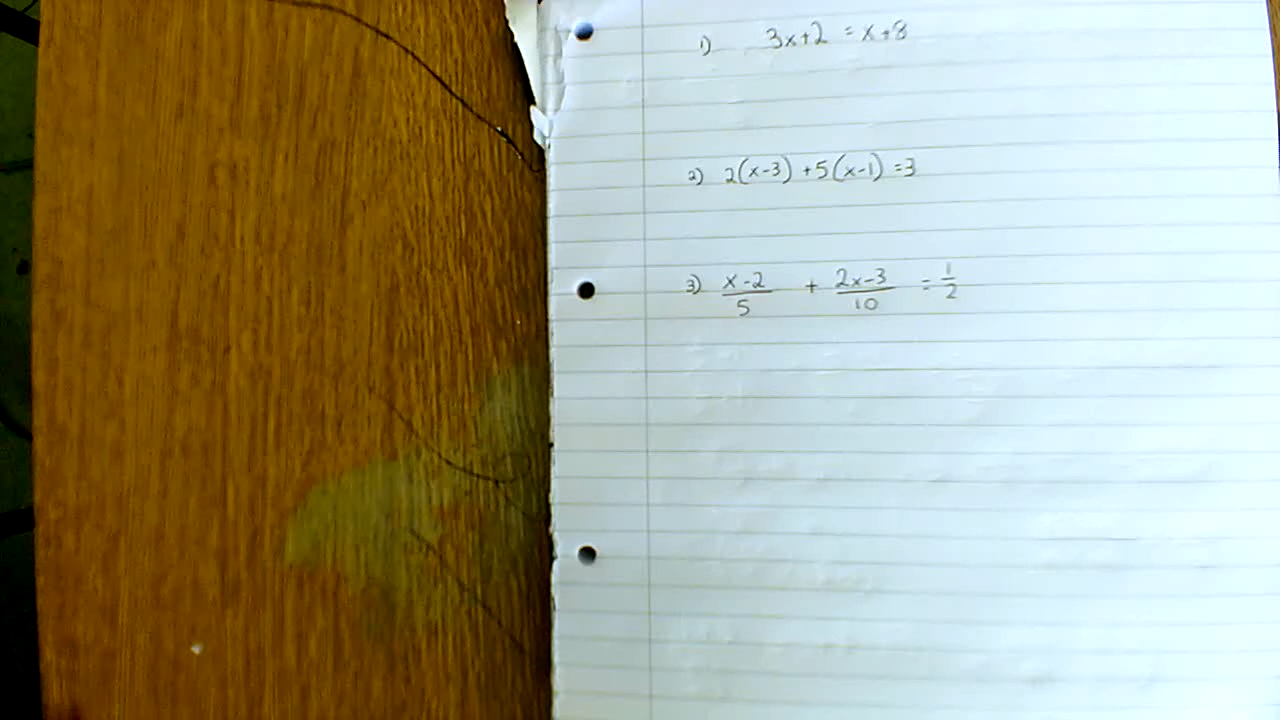 1) 3x+2 = x+8
2) 2(x-3) +5(x-1) =3
3) x-2/5 + 2x-3/10 = 1/2